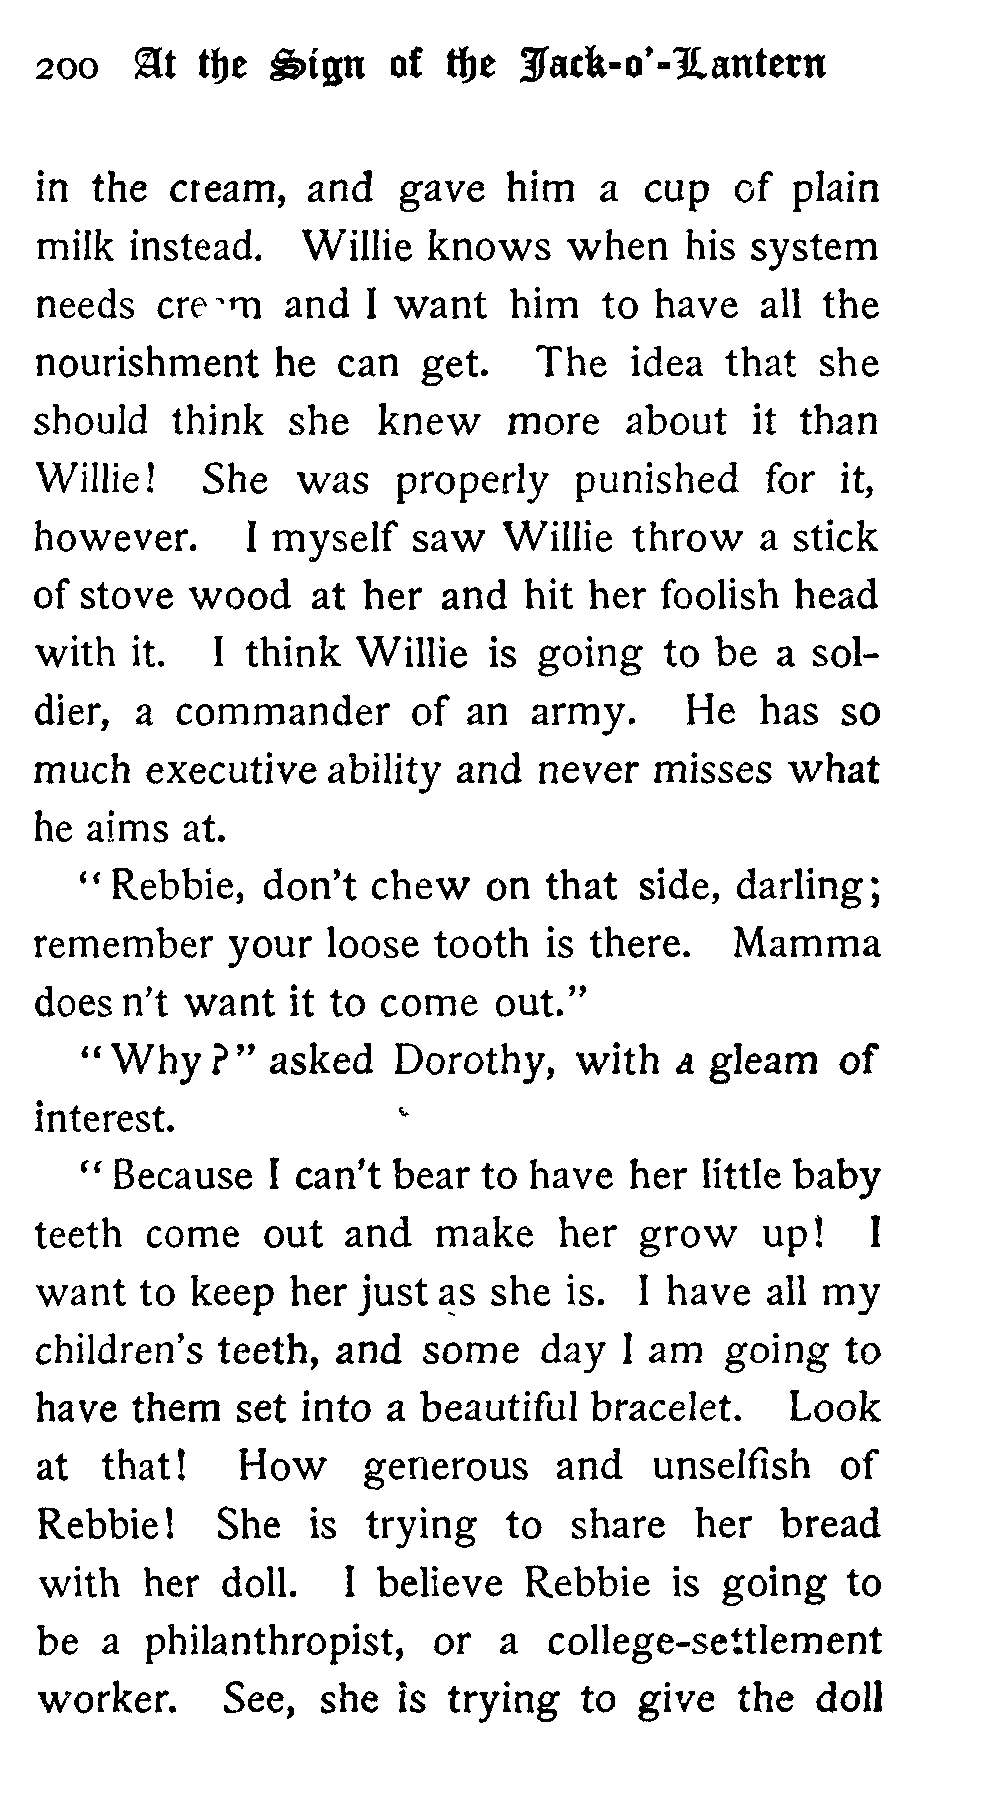 200 At the Sign of the Jack-o'-Lantern
in the cream, and gave him a cup of plain
milk instead. Willie knows when his system
needs cream and I want him to have all the
nourishment he can get. The idea that she
should think she knew more about it than
Willie! She was properly punished for it,
however. I myself saw Willie throw a stick
of stove wood at her and hit her foolish head
with it. I think Willie is going to be a sol-
dier, a commander of an army. He has so
much executive ability and never misses what
he aims at.
"Rebbie, don't chew on that side, darling;
remember your loose tooth is there. Mamma
does n't want it to come out."
"Why?" asked Dorothy, with a gleam of
interest.
"Because I can't bear to have her little baby
teeth come out and make her grow up! I
want to keep her just as she is. I have all my
children's teeth, and some day I am going to
have them set into a beautiful bracelet. Look
at that! How generous and unselfish of
Rebbie! She is trying to share her bread
with her doll. I believe Rebbie is going to
be a philanthropist, or a college-settlement
worker. See, she is trying to give the doll